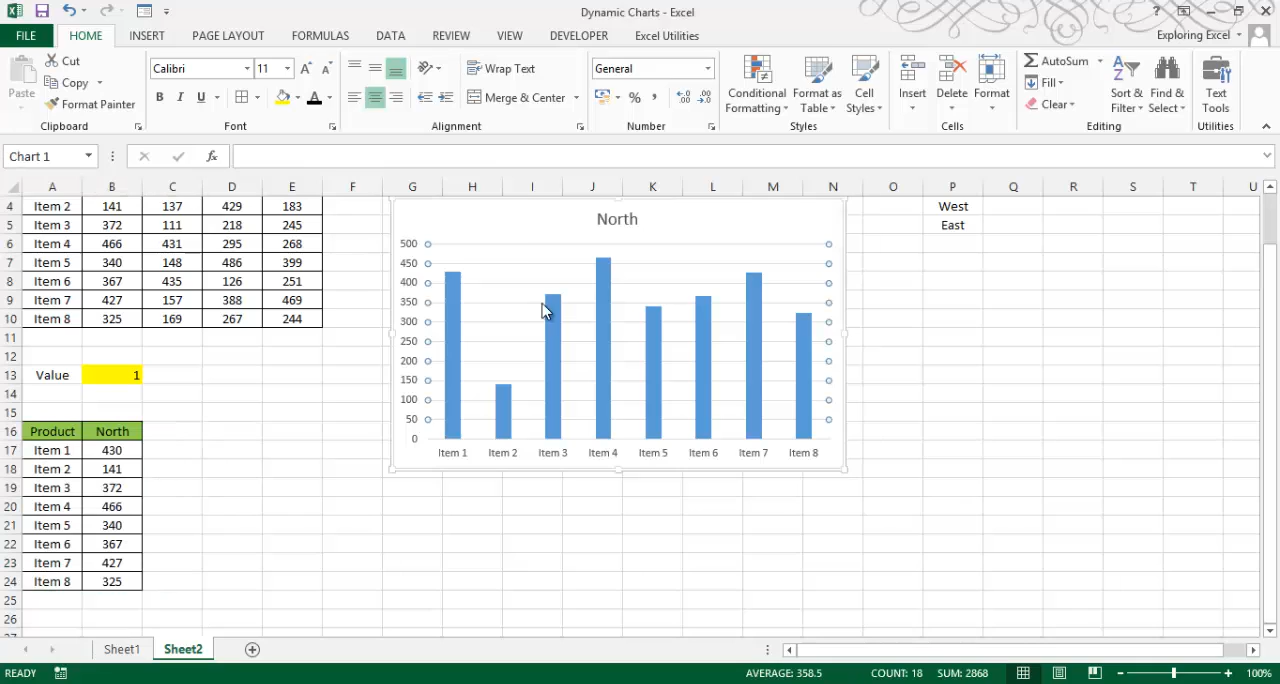 Dynamic Charts - Excel
?
FILE HOME INSERT PAGE LAYOUT FORMULAS DATA REVIEW VIEW DEVELOPER Excel Utilities Exploring Excel
Paste
Cut
Copy
Format Painter
Clipboard
Calibri 11
B I U
Font
Wrap Text
Merge & Center
Alignment
General
%
Number
Conditional Formatting
Format as Table
Cell Styles
Styles
Insert Delete Format
Cells
AutoSum
Fill
Clear
Sort & Filter
Find & Select
Editing
Text Tools
Utilities
Chart 1 fx
A B C D E F G H I J K L M N O P Q R S T U
4 Item 2 141 137 429 183 West
5 Item 3 372 111 218 245 East
6 Item 4 466 431 295 268
7 Item 5 340 148 486 399
8 Item 6 367 435 126 251
9 Item 7 427 157 388 469
10 Item 8 325 169 267 244
11
12
13 Value 1
14
15
16 Product North
17 Item 1 430
18 Item 2 141
19 Item 3 372
20 Item 4 466
21 Item 5 340
22 Item 6 367
23 Item 7 427
24 Item 8 325
25
26
27
North
500
450
400
350
300
250
200
150
100
50
0
Item 1 Item 2 Item 3 Item 4 Item 5 Item 6 Item 7 Item 8
Sheet1 Sheet2
READY AVERAGE: 358.5 COUNT: 18 SUM: 2868 100%